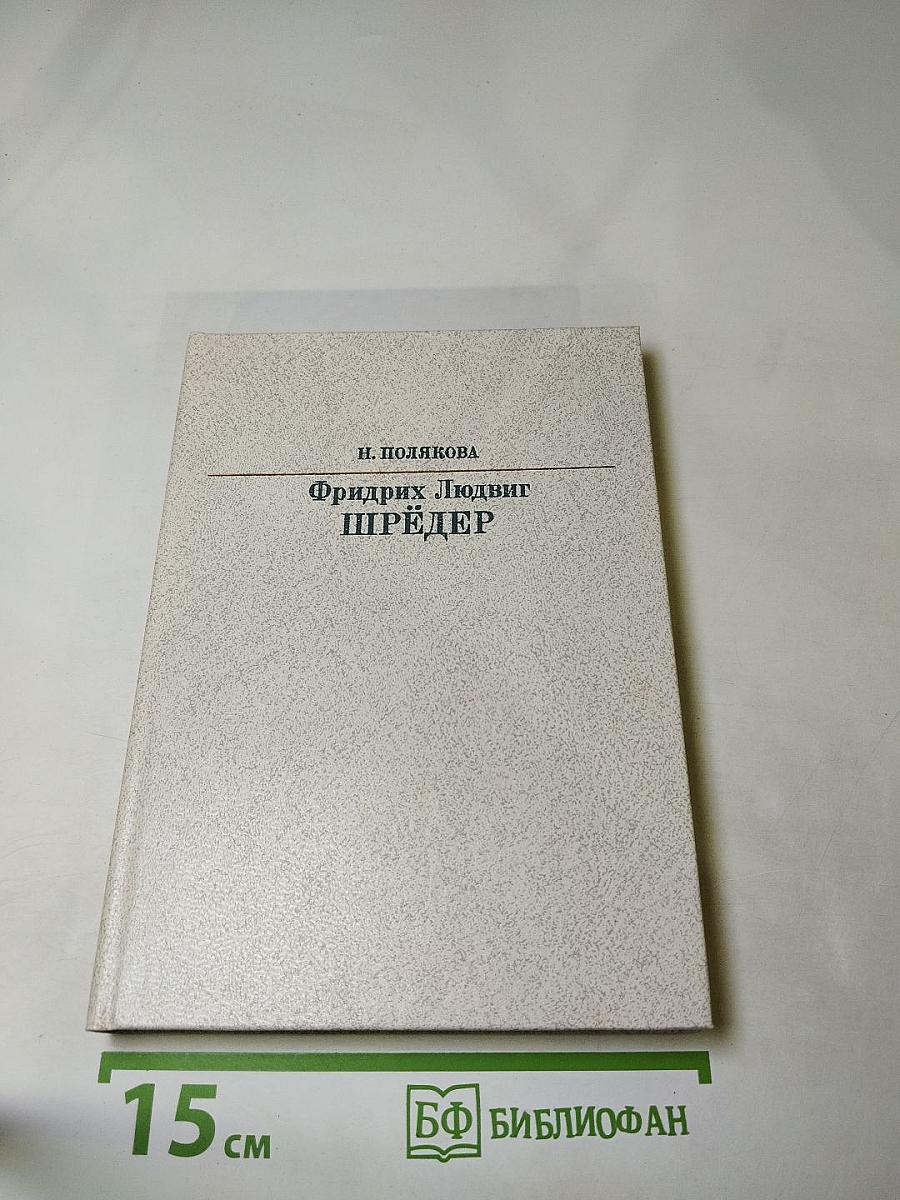 Н. ПОЛЯКОВА
Фридрих Людвиг
ШРЁДЕР
15 см
БФ БИБЛИОФАН